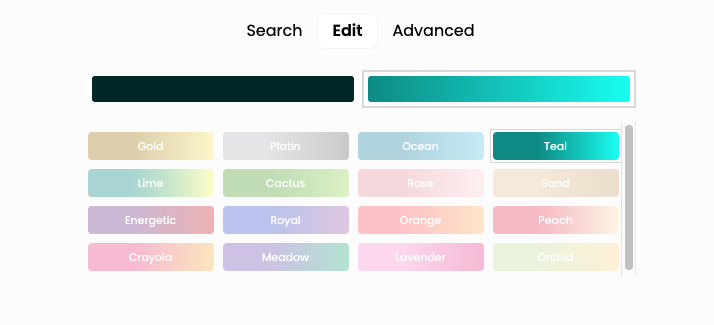 Search Edit Advanced
Gold Platin Ocean Teal
Lime Cactus Rose Sand
Energetic Royal Orange Peach
Crayola Meadow Lavender Orchid